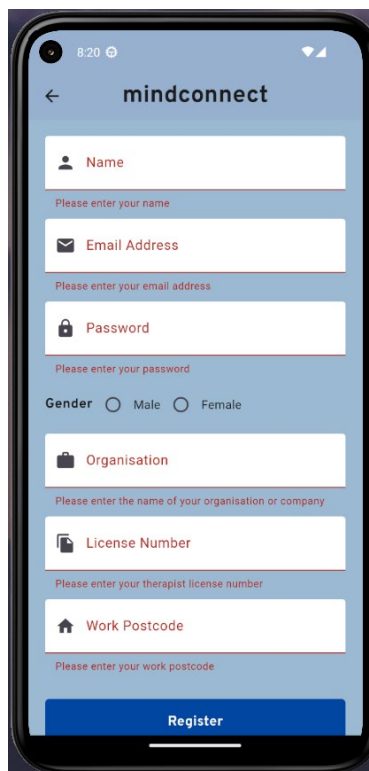 8:20
mindconnect
Name
Please enter your name
Email Address
Please enter your email address
Password
Please enter your password
Gender Male Female
Organisation
Please enter the name of your organisation or company
License Number
Please enter your therapist license number
Work Postcode
Please enter your work postcode
Register